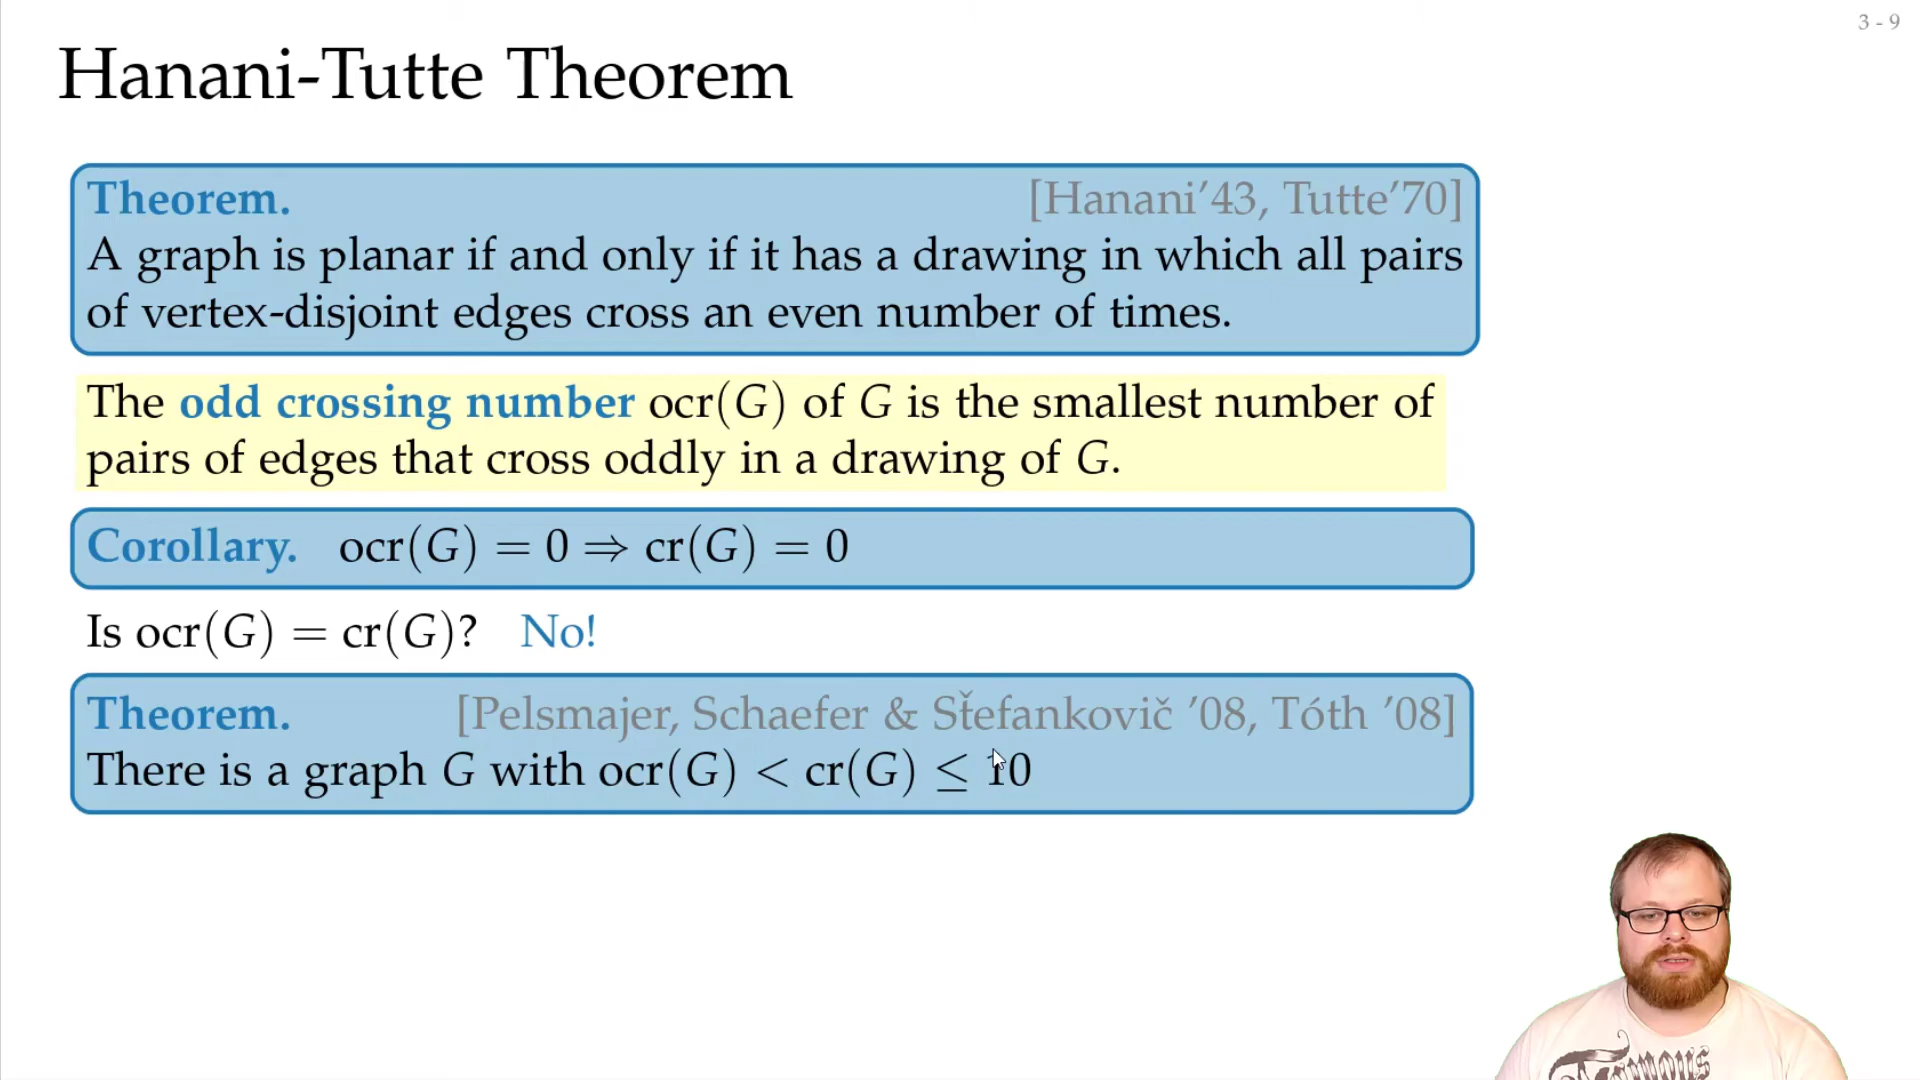 3 - 9
Hanani-Tutte Theorem
Theorem. [Hanani’43, Tutte’70]
A graph is planar if and only if it has a drawing in which all pairs
of vertex-disjoint edges cross an even number of times.
The odd crossing number ocr(G) of G is the smallest number of
pairs of edges that cross oddly in a drawing of G.
Corollary. ocr(G) = 0 ⇒ cr(G) = 0
Is ocr(G) = cr(G)? No!
Theorem. [Pelsmajer, Schaefer & Štefankovič ’08, Tóth ’08]
There is a graph G with ocr(G) < cr(G) ≤ 10